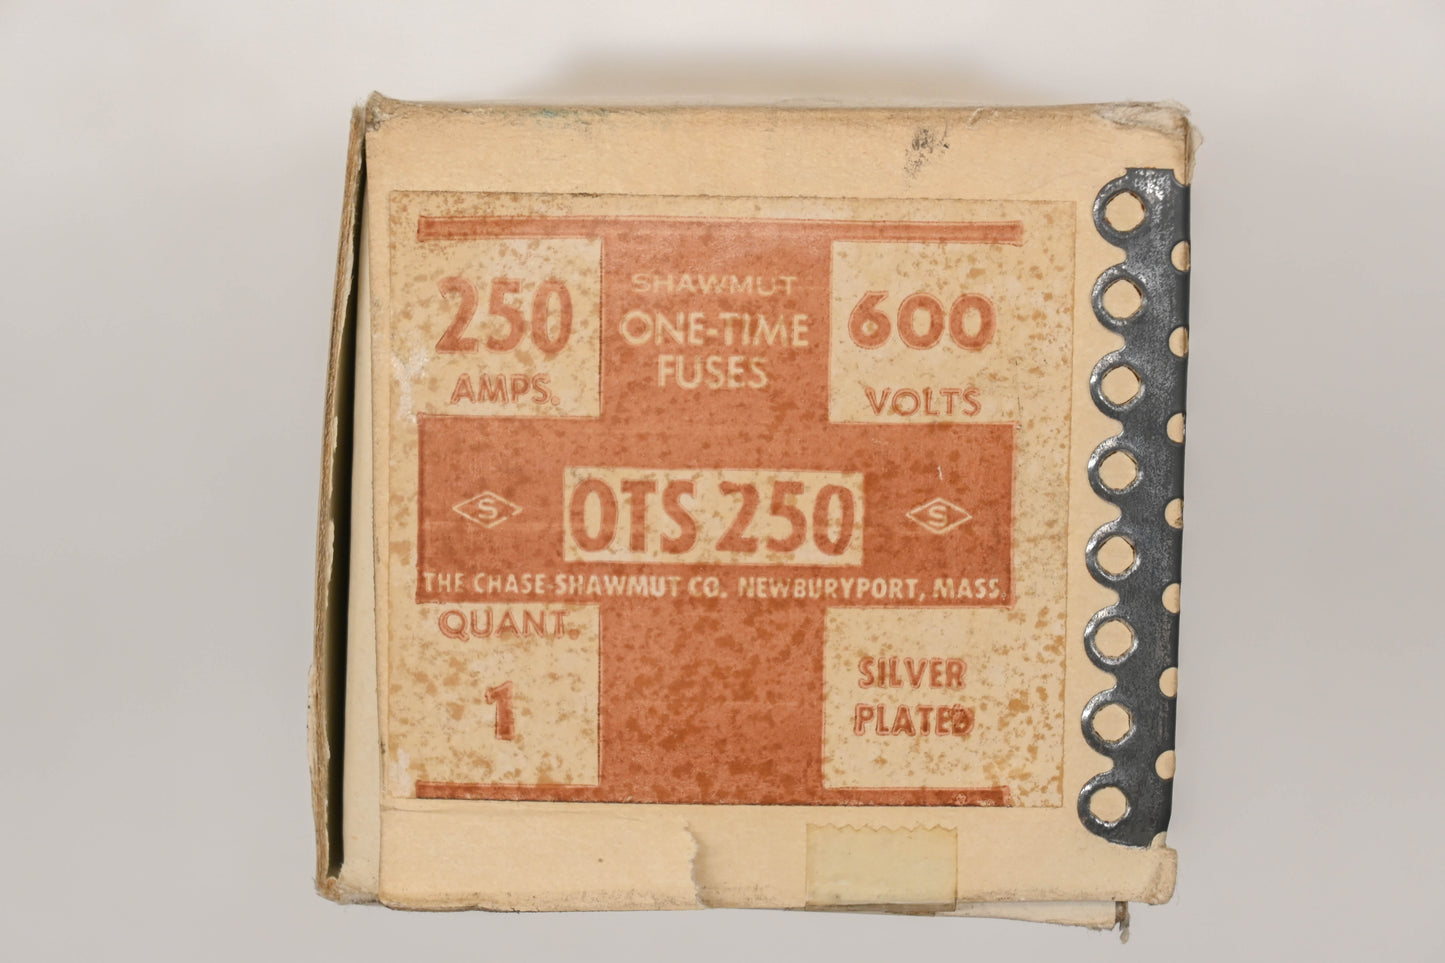 250
AMPS.
SHAWMUT
ONE-TIME
FUSES
600
VOLTS
S
OTS 250
S
THE CHASE-SHAWMUT CO. NEWBURYPORT, MASS.
QUANT.
1
SILVER
PLATED